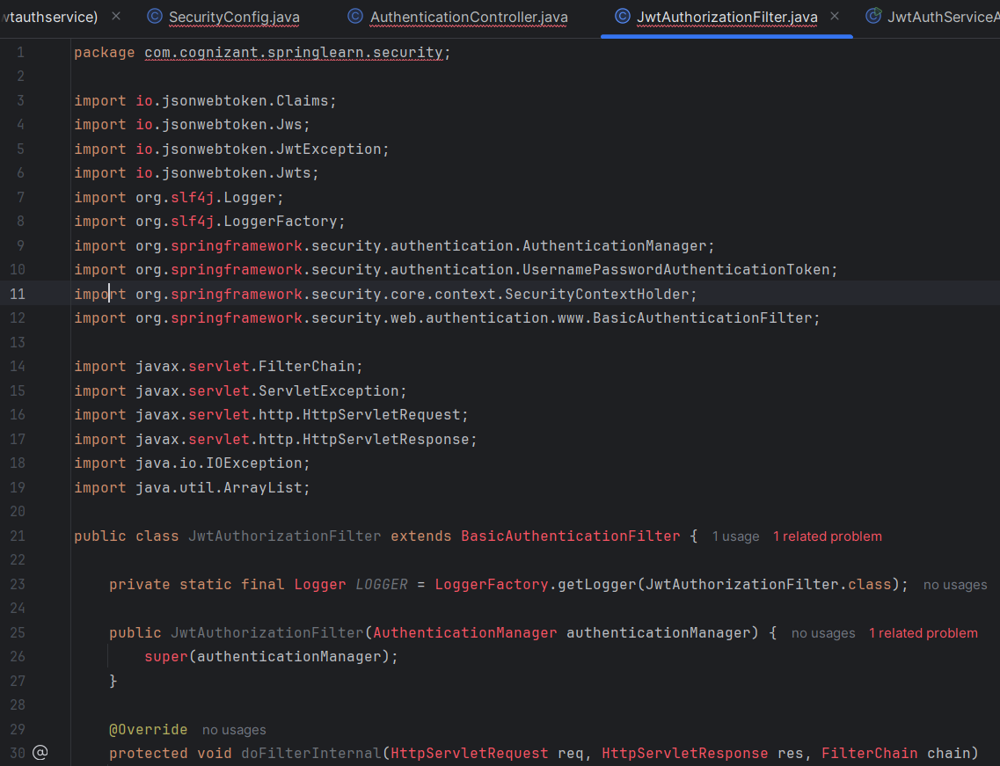 wtauthservice) × SecurityConfig.java AuthenticationController.java JwtAuthorizationFilter.java × JwtAuthServiceA
1 package com.cognizant.springlearn.security;
2
3 import io.jsonwebtoken.Claims;
4 import io.jsonwebtoken.Jws;
5 import io.jsonwebtoken.JwtException;
6 import io.jsonwebtoken.Jwts;
7 import org.slf4j.Logger;
8 import org.slf4j.LoggerFactory;
9 import org.springframework.security.authentication.AuthenticationManager;
10 import org.springframework.security.authentication.UsernamePasswordAuthenticationToken;
11 import org.springframework.security.core.context.SecurityContextHolder;
12 import org.springframework.security.web.authentication.www.BasicAuthenticationFilter;
13
14 import javax.servlet.FilterChain;
15 import javax.servlet.ServletException;
16 import javax.servlet.http.HttpServletRequest;
17 import javax.servlet.http.HttpServletResponse;
18 import java.io.IOException;
19 import java.util.ArrayList;
20
21 public class JwtAuthorizationFilter extends BasicAuthenticationFilter { 1 usage 1 related problem
22
23 private static final Logger LOGGER = LoggerFactory.getLogger(JwtAuthorizationFilter.class); no usages
24
25 public JwtAuthorizationFilter(AuthenticationManager authenticationManager) { no usages 1 related problem
26 super(authenticationManager);
27 }
28
29 @Override no usages
30 @ protected void doFilterInternal(HttpServletRequest req, HttpServletResponse res, FilterChain chain)